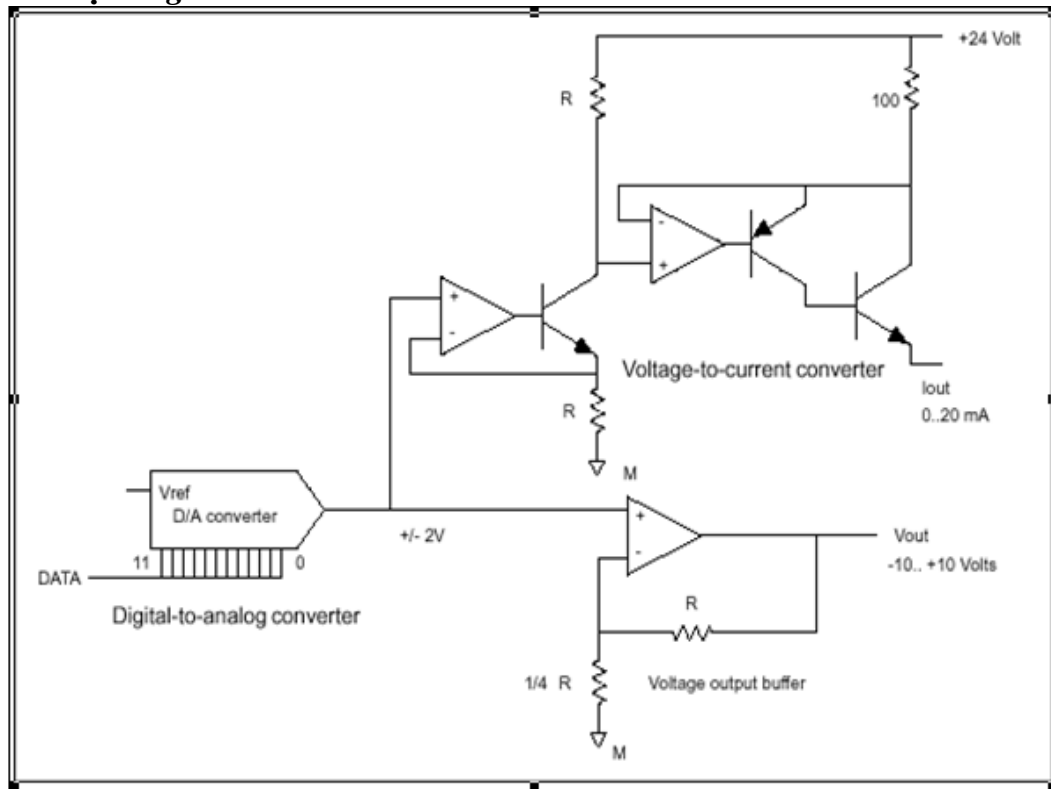 +24 Volt
R
100
-
+
+
-
Voltage-to-current converter
Iout
0..20 mA
R
M
Vref
D/A converter
+/- 2V
+
-
Vout
-10.. +10 Volts
11
0
DATA
Digital-to-analog converter
R
1/4 R
Voltage output buffer
M